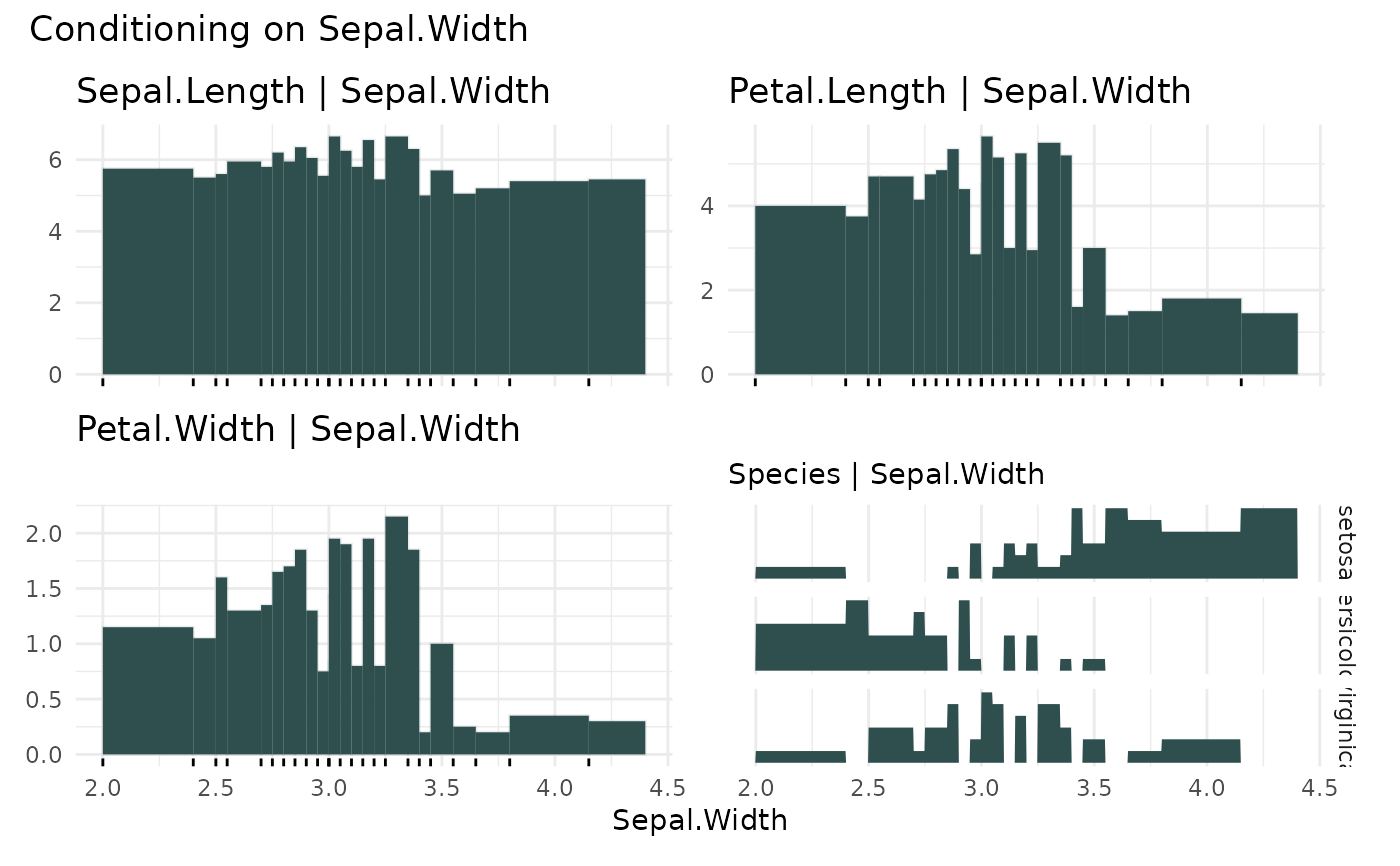 Conditioning on Sepal.Width
Sepal.Length | Sepal.Width
Petal.Length | Sepal.Width
6
4
2
0
4
2
0
Petal.Width | Sepal.Width
Species | Sepal.Width
2.0
1.5
1.0
0.5
0.0
setosa
2.0 2.5 3.0 3.5 4.0 4.5
2.0 2.5 3.0 3.5 4.0 4.5
Sepal.Width